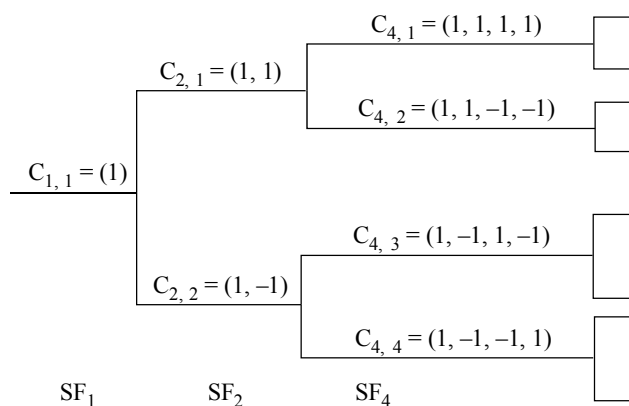 C4, 1 = (1, 1, 1, 1)
C2, 1 = (1, 1)
C4, 2 = (1, 1, –1, –1)
C1, 1 = (1)
C4, 3 = (1, –1, 1, –1)
C2, 2 = (1, –1)
C4, 4 = (1, –1, –1, 1)
SF1 SF2 SF4